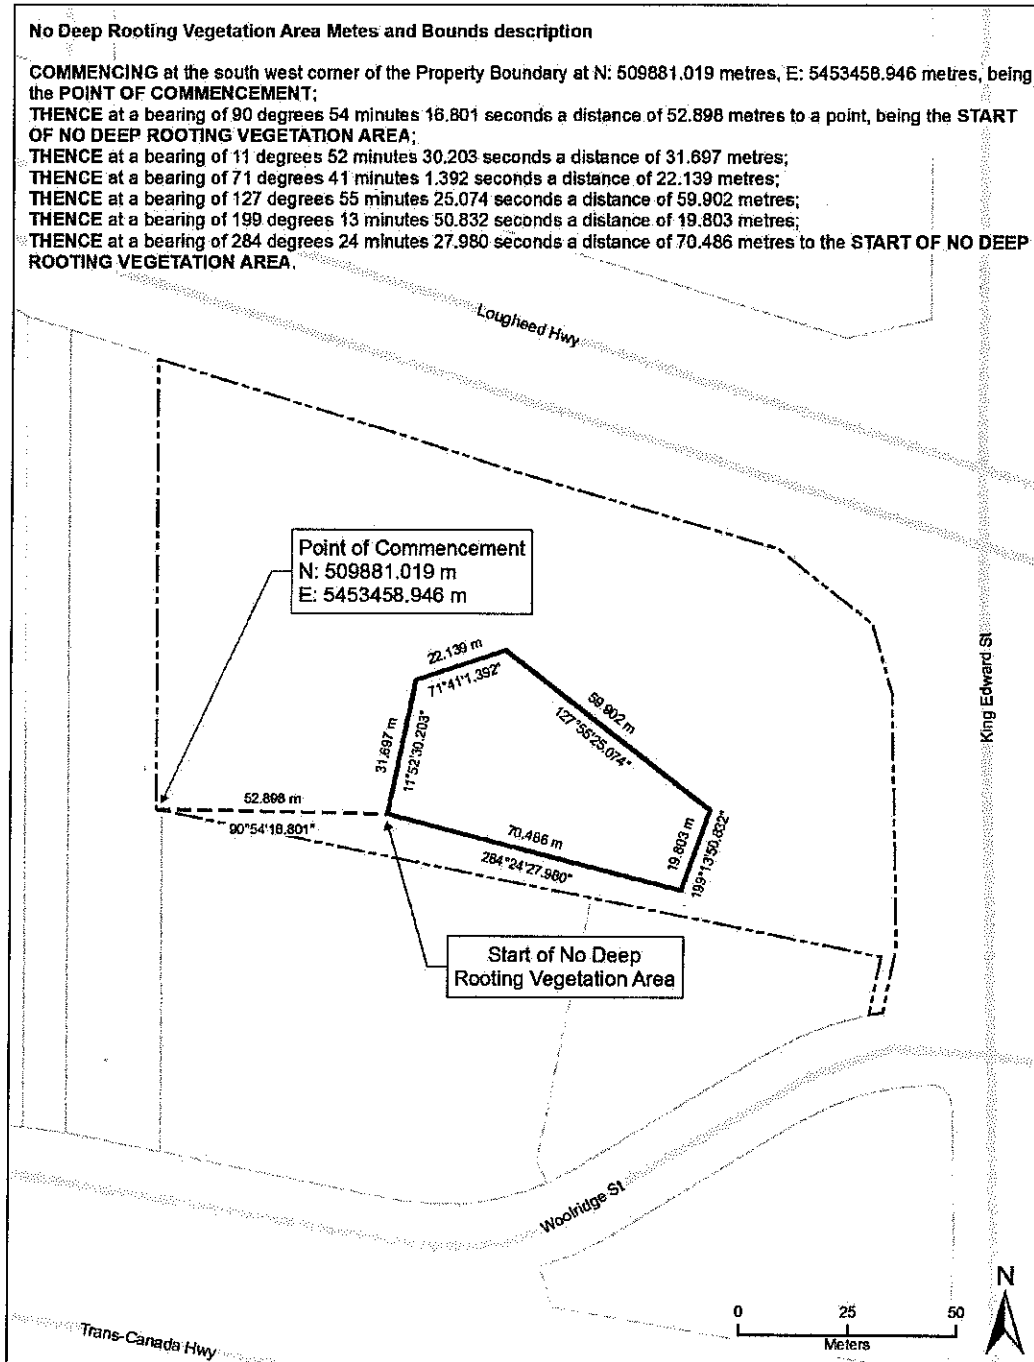 No Deep Rooting Vegetation Area Metes and Bounds description
COMMENCING at the south west corner of the Property Boundary at N: 509881.019 metres, E: 5453458.946 metres, being
the POINT OF COMMENCEMENT;
THENCE at a bearing of 90 degrees 54 minutes 16.801 seconds a distance of 52.898 metres to a point, being the START
OF NO DEEP ROOTING VEGETATION AREA;
THENCE at a bearing of 11 degrees 52 minutes 30.203 seconds a distance of 31.697 metres;
THENCE at a bearing of 71 degrees 41 minutes 1.392 seconds a distance of 22.139 metres;
THENCE at a bearing of 127 degrees 55 minutes 25.074 seconds a distance of 59.902 metres;
THENCE at a bearing of 199 degrees 13 minutes 50.832 seconds a distance of 19.803 metres;
THENCE at a bearing of 284 degrees 24 minutes 27.980 seconds a distance of 70.486 metres to the START OF NO DEEP
ROOTING VEGETATION AREA.
Lougheed Hwy
Point of Commencement
N: 509881.019 m
E: 5453458.946 m
King Edward St
22.139 m
71°41'1.392"
59.902 m
127°55'25.074"
31.697 m
11°52'30.203"
52.898 m
90°54'16.801"
70.486 m
284°24'27.980"
19.803 m
199°13'50.832"
Start of No Deep
Rooting Vegetation Area
Woolridge St
Trans-Canada Hwy
0 25 50
Meters
N